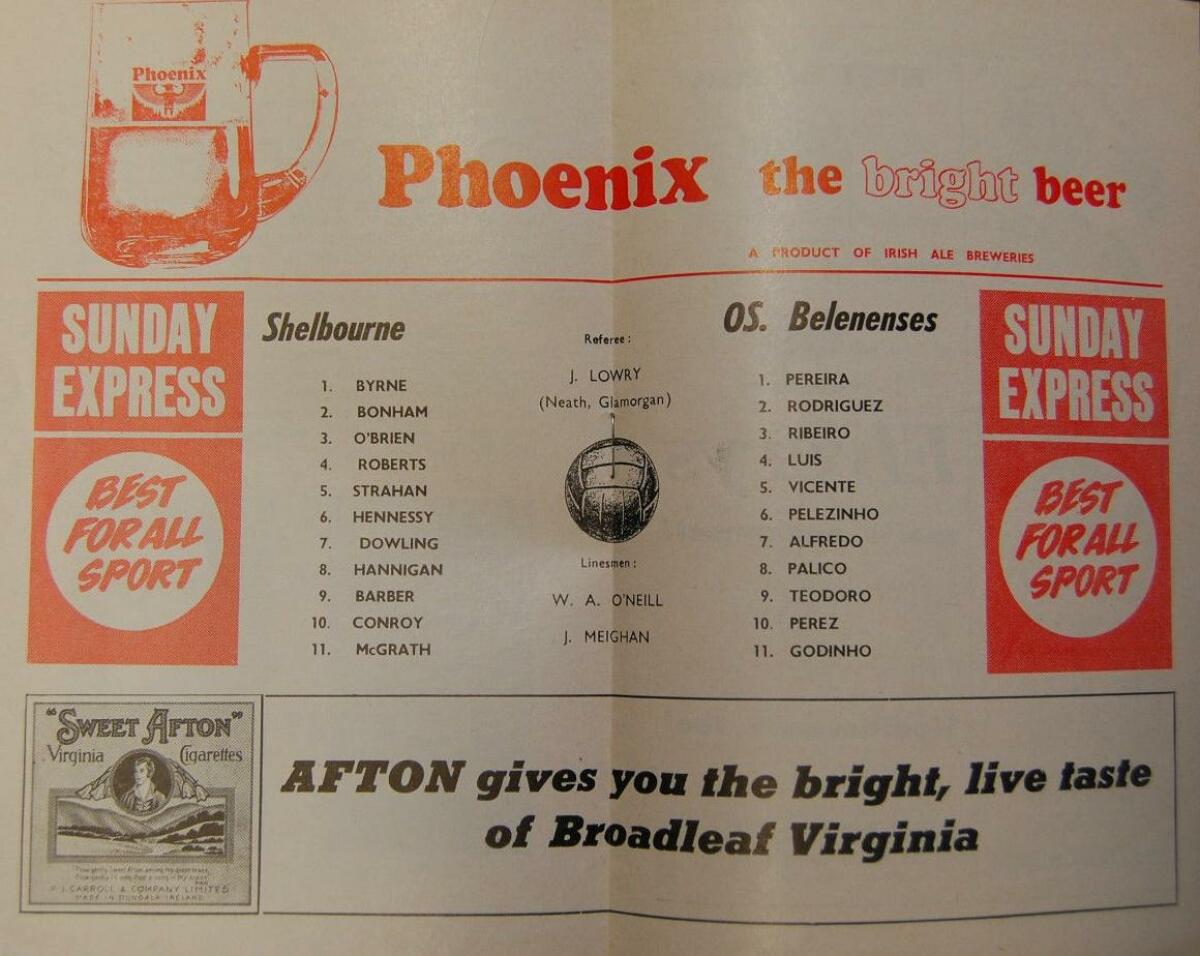 Phoenix
Phoenix the bright beer
A PRODUCT OF IRISH ALE BREWERIES
SUNDAY
EXPRESS
BEST
FOR ALL
SPORT
Shelbourne
1. BYRNE
2. BONHAM
3. O'BRIEN
4. ROBERTS
5. STRAHAN
6. HENNESSY
7. DOWLING
8. HANNIGAN
9. BARBER
10. CONROY
11. McGRATH
Referee:
J. LOWRY
(Neath, Glamorgan)
Linesmen:
W. A. O'NEILL
J. MEIGHAN
OS. Belenenses
1. PEREIRA
2. RODRIGUEZ
3. RIBEIRO
4. LUIS
5. VICENTE
6. PELEZINHO
7. ALFREDO
8. PALICO
9. TEODORO
10. PEREZ
11. GODINHO
SUNDAY
EXPRESS
BEST
FOR ALL
SPORT
"SWEET AFTON"
Virginia Cigarettes
P. J. CARROLL & COMPANY LIMITED
MADE IN DUNDALK IRELAND
AFTON gives you the bright, live taste
of Broadleaf Virginia